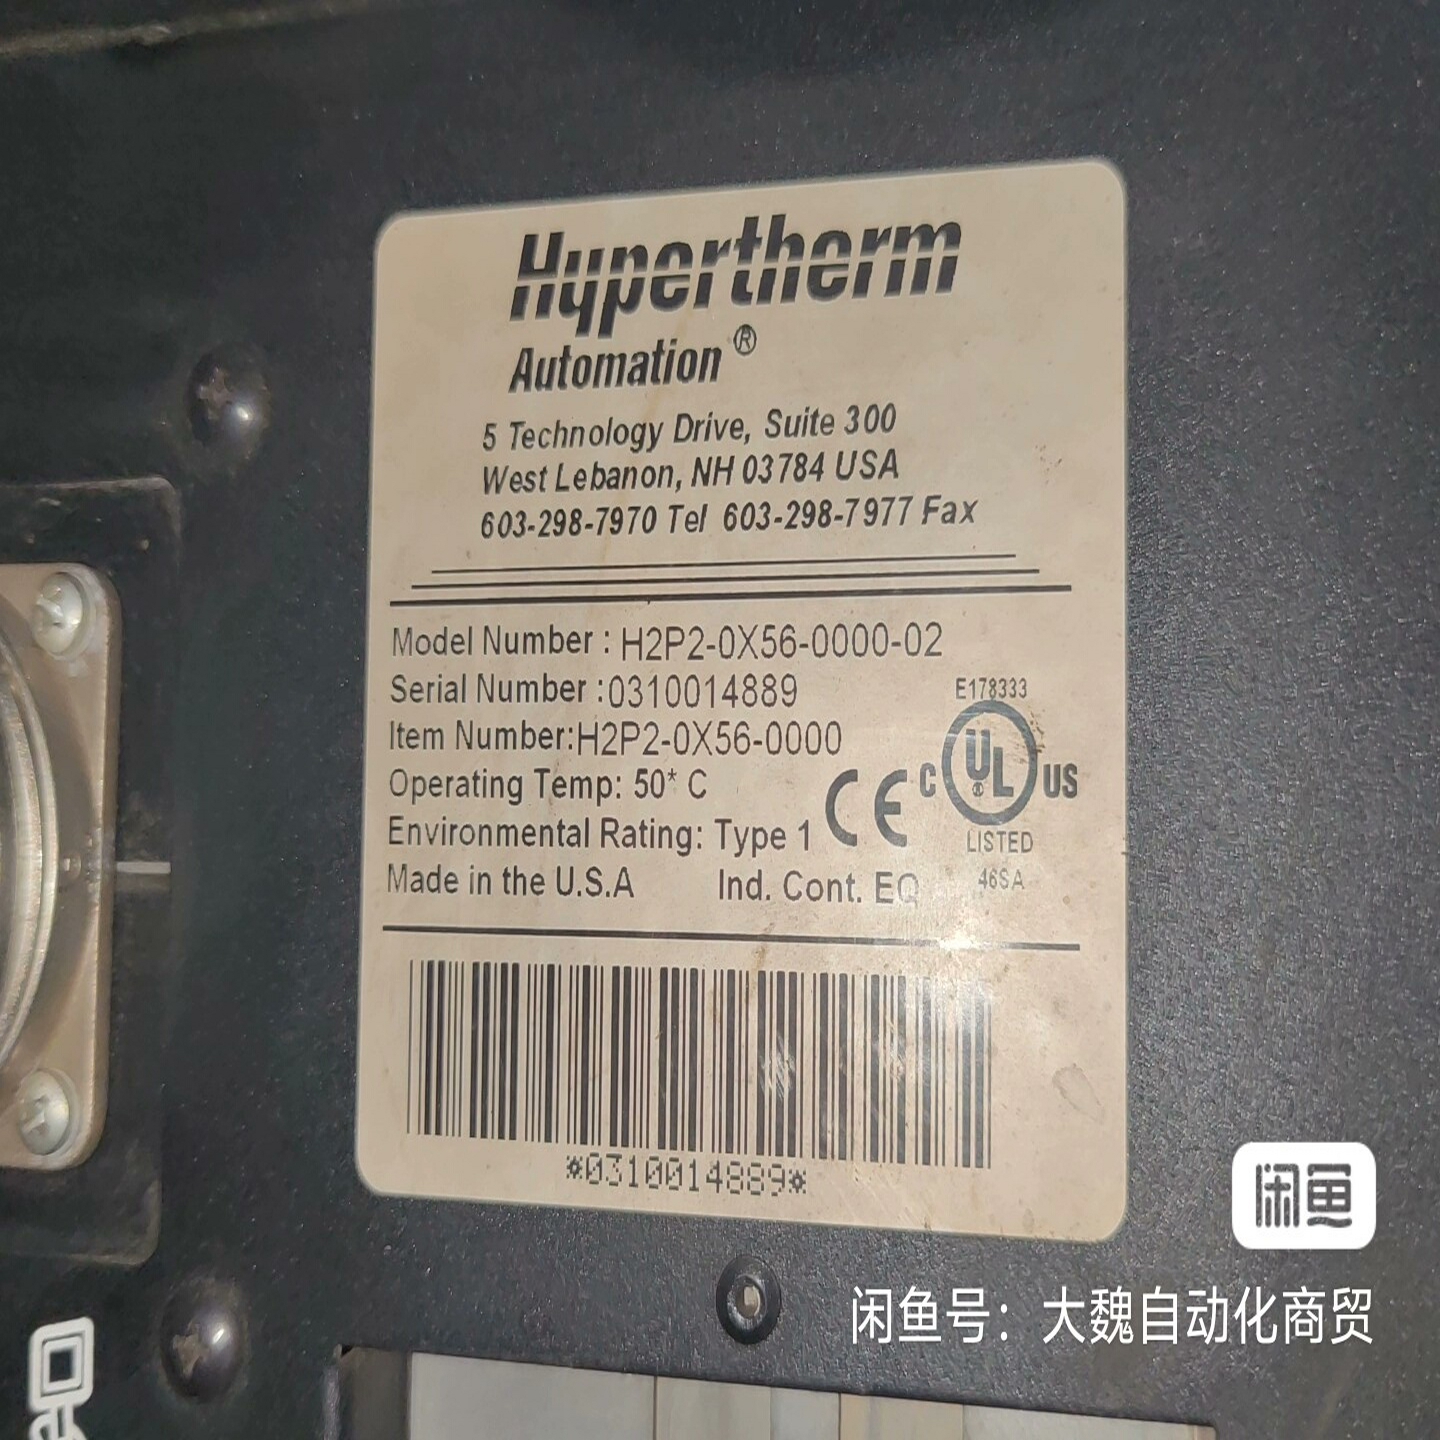 Hypertherm
Automation®
5 Technology Drive, Suite 300
West Lebanon, NH 03784 USA
603-298-7970 Tel 603-298-7977 Fax
Model Number : H2P2-0X56-0000-02
Serial Number :0310014889
Item Number:H2P2-0X56-0000
Operating Temp: 50* C
Environmental Rating: Type 1
Made in the U.S.A Ind. Cont. EQ
CE
E178333
C UL® US
LISTED
46SA
*0310014889*
闲鱼
闲鱼号：大魏自动化商贸